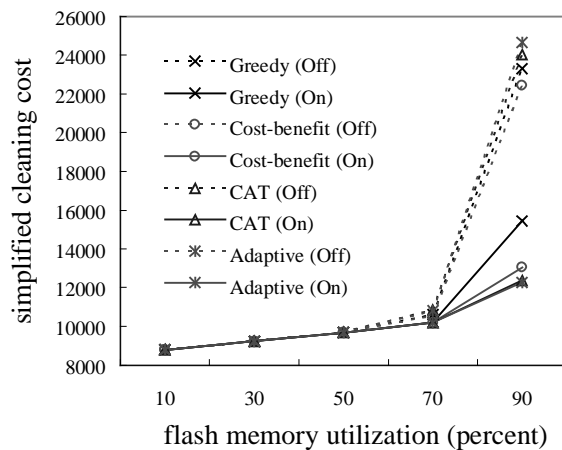 26000
24000
22000
20000
18000
16000
14000
12000
10000
8000
simplified cleaning cost
Greedy (Off)
Greedy (On)
Cost-benefit (Off)
Cost-benefit (On)
CAT (Off)
CAT (On)
Adaptive (Off)
Adaptive (On)
10 30 50 70 90
flash memory utilization (percent)